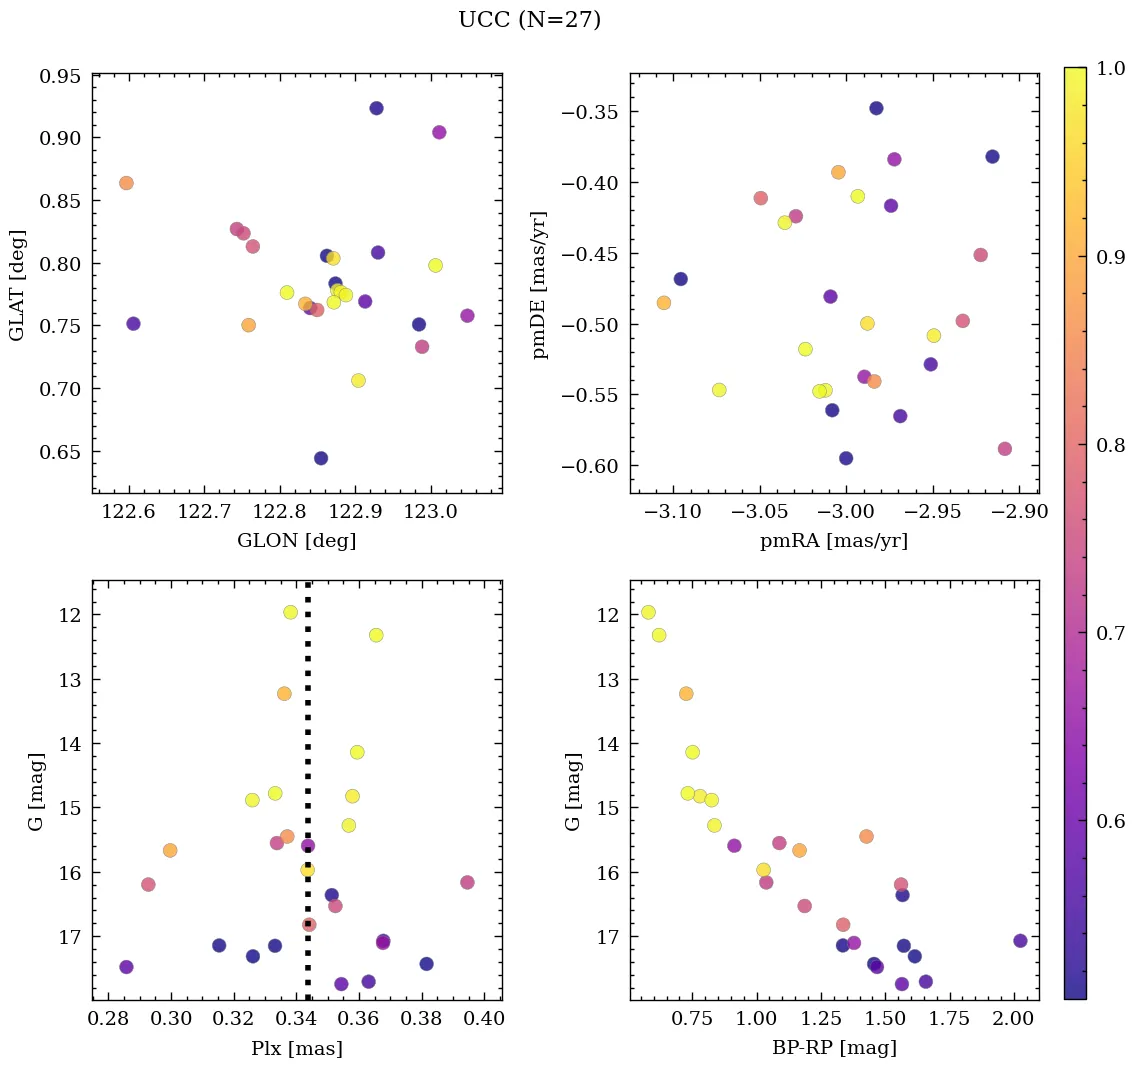 UCC (N=27)
0.95
0.90
0.85
0.80
0.75
0.70
0.65
GLAT [deg]
122.6 122.7 122.8 122.9 123.0
GLON [deg]
−0.35
−0.40
−0.45
−0.50
−0.55
−0.60
pmDE [mas/yr]
−3.10 −3.05 −3.00 −2.95 −2.90
pmRA [mas/yr]
12
13
14
15
16
17
G [mag]
0.28 0.30 0.32 0.34 0.36 0.38 0.40
Plx [mas]
12
13
14
15
16
17
G [mag]
0.75 1.00 1.25 1.50 1.75 2.00
BP-RP [mag]
1.0
0.9
0.8
0.7
0.6